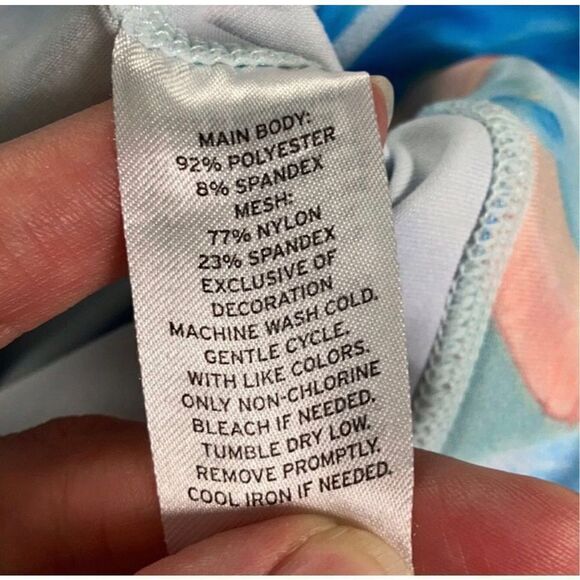 MAIN BODY:
92% POLYESTER
8% SPANDEX
MESH:
77% NYLON
23% SPANDEX
EXCLUSIVE OF
DECORATION
MACHINE WASH COLD.
GENTLE CYCLE.
WITH LIKE COLORS.
ONLY NON-CHLORINE
BLEACH IF NEEDED.
TUMBLE DRY LOW.
REMOVE PROMPTLY.
COOL IRON IF NEEDED.